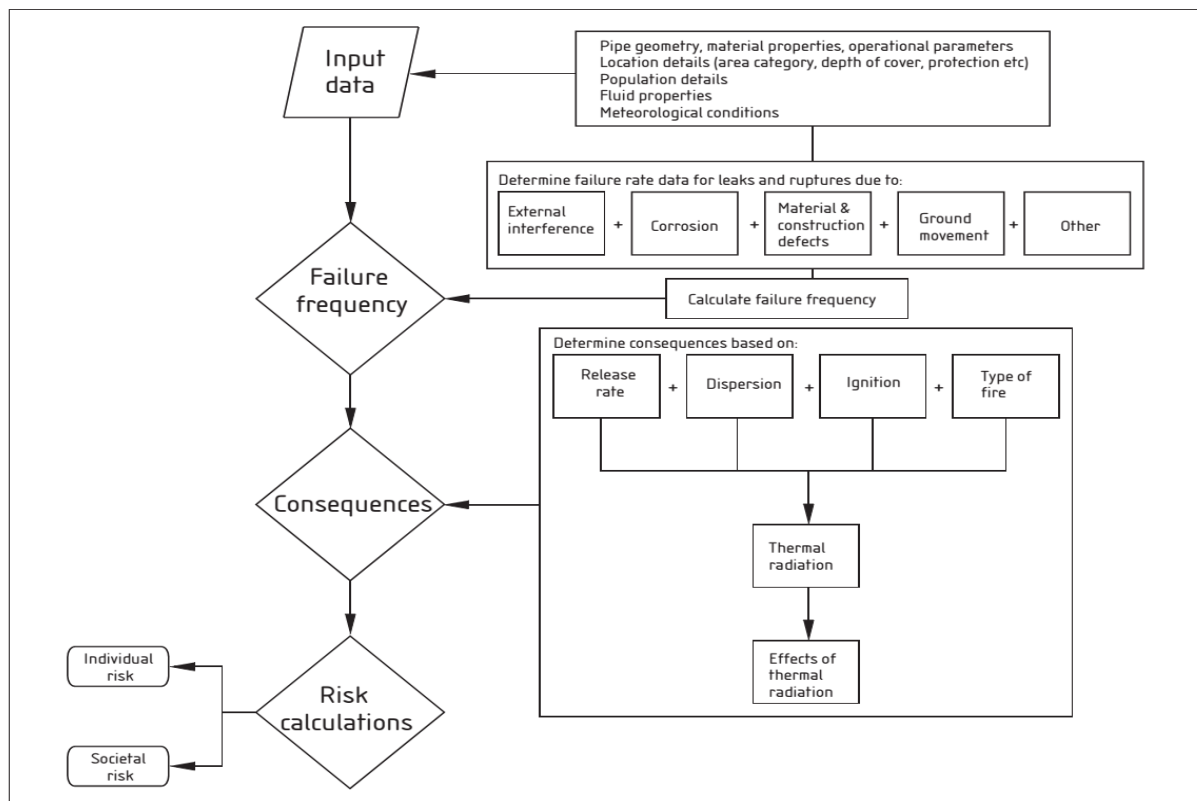 Input
data
Pipe geometry, material properties, operational parameters
Location details (area category, depth of cover, protection etc)
Population details
Fluid properties
Meteorological conditions
Determine failure rate data for leaks and ruptures due to:
External
interference
+
Corrosion
+
Material &
construction
defects
+
Ground
movement
+
Other
Failure
frequency
Calculate failure frequency
Determine consequences based on:
Release
rate
+
Dispersion
+
Ignition
+
Type of
fire
Consequences
Thermal
radiation
Effects of
thermal
radiation
Individual
risk
Risk
calculations
Societal
risk